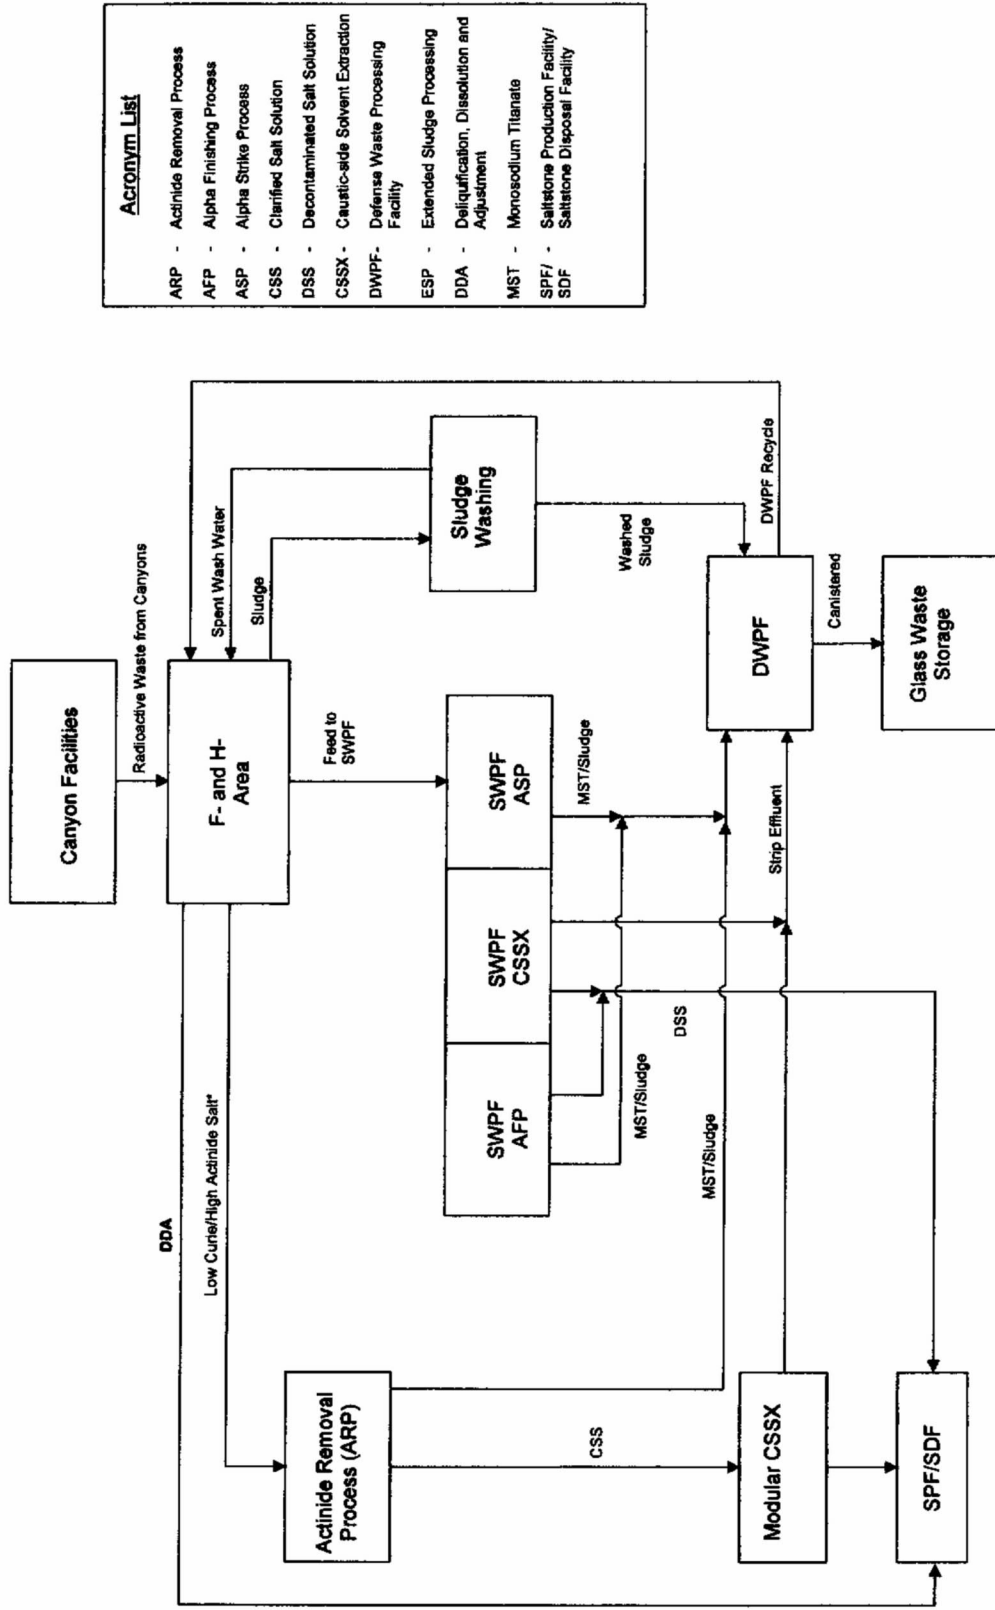 Canyon Facilities
Radioactive Waste from Canyons
F- and H-
Area
Spent Wash Water
Sludge
Sludge
Washing
Washed
Sludge
DWPF Recycle
DDA
Low Curie/High Actinide Salt*
Feed to
SWPF
SWPF
AFP
SWPF
CSSX
SWPF
ASP
MST/Sludge
MST/Sludge
DSS
MST/Sludge
Strip Effluent
Actinide Removal
Process (ARP)
CSS
Modular CSSX
SPF/SDF
DWPF
Canistered
Glass Waste
Storage
Acronym List
ARP - Actinide Removal Process
AFP - Alpha Finishing Process
ASP - Alpha Strike Process
CSS - Clarified Salt Solution
DSS - Decontaminated Salt Solution
CSSX - Caustic-side Solvent Extraction
DWPF- Defense Waste Processing
Facility
ESP - Extended Sludge Processing
DDA - Deliquification, Dissolution and
Adjustment
MST - Monosodium Titanate
SPF/ - Saltstone Production Facility/
SDF Saltstone Disposal Facility